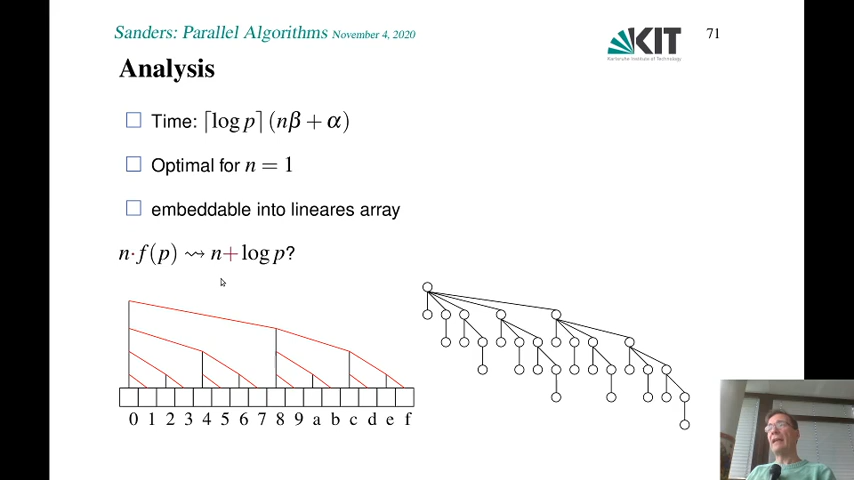 Sanders: Parallel Algorithms November 4, 2020
KIT
Karlsruhe Institute of Technology
71
Analysis
Time: ⌈log p⌉ (nβ + α)
Optimal for n = 1
embeddable into lineares array
n·f(p) ⇝ n+log p?
0 1 2 3 4 5 6 7 8 9 a b c d e f